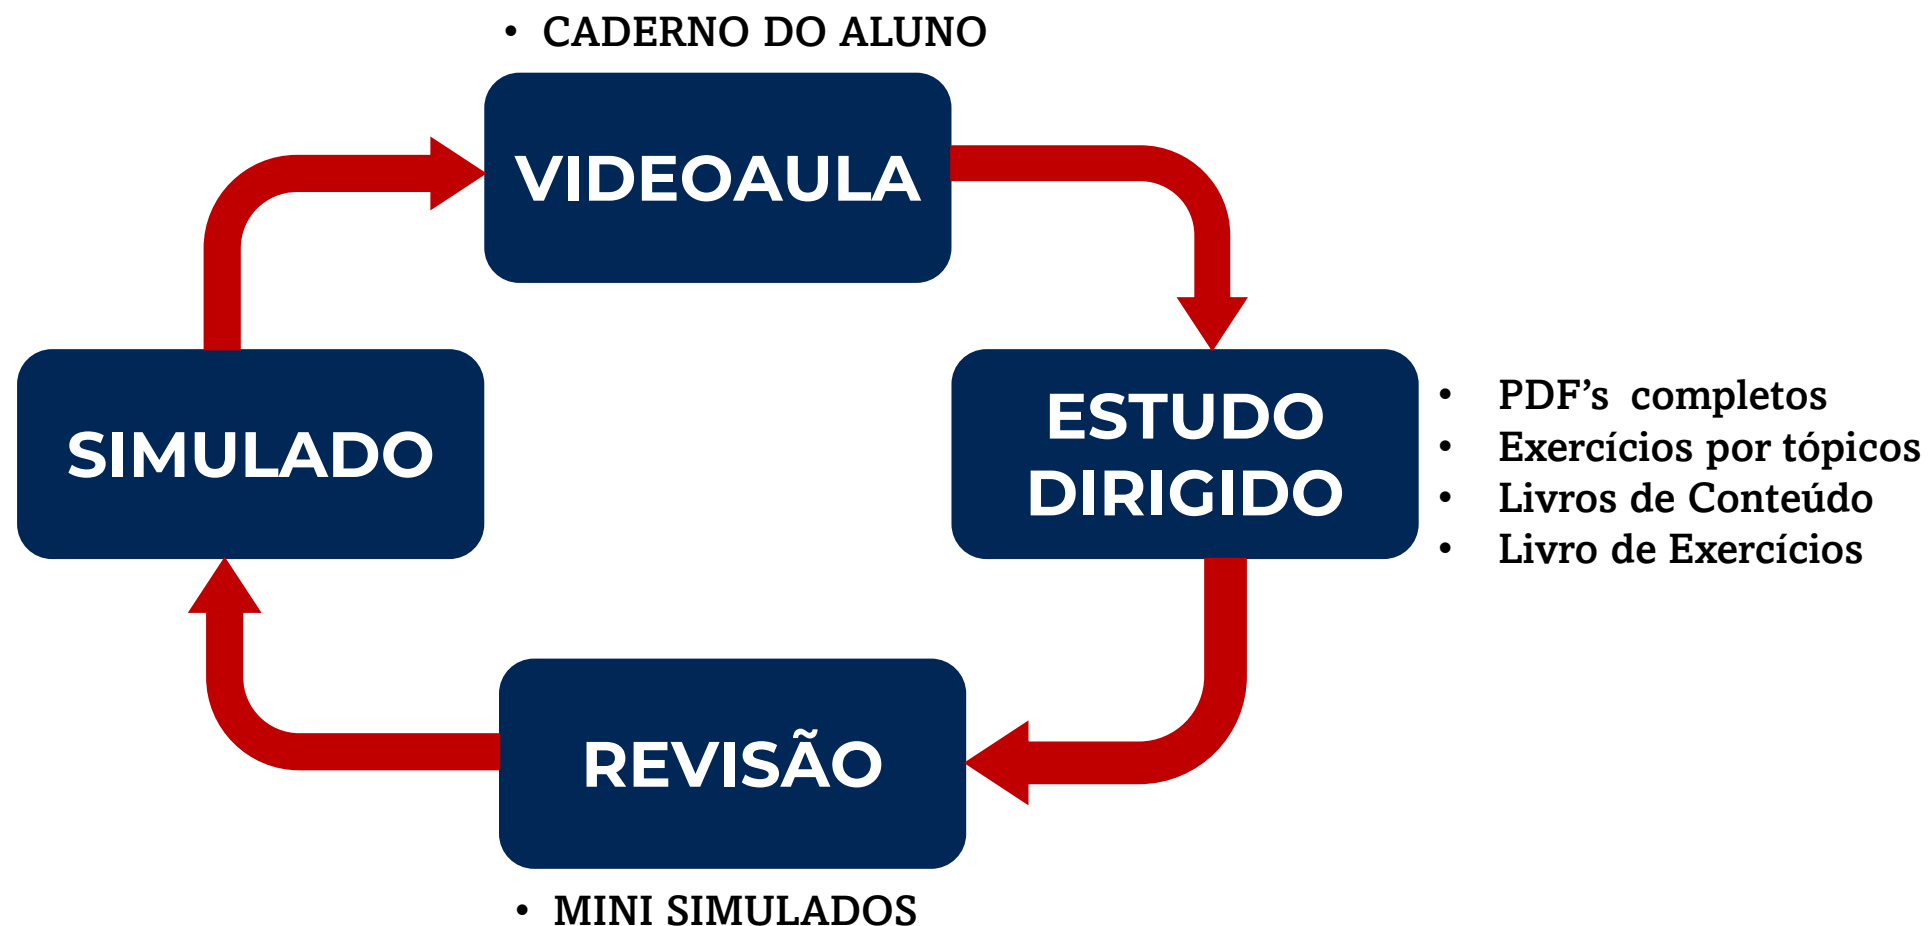 • CADERNO DO ALUNO
VIDEOAULA
SIMULADO
ESTUDO
DIRIGIDO
• PDF’s completos
• Exercícios por tópicos
• Livros de Conteúdo
• Livro de Exercícios
REVISÃO
• MINI SIMULADOS